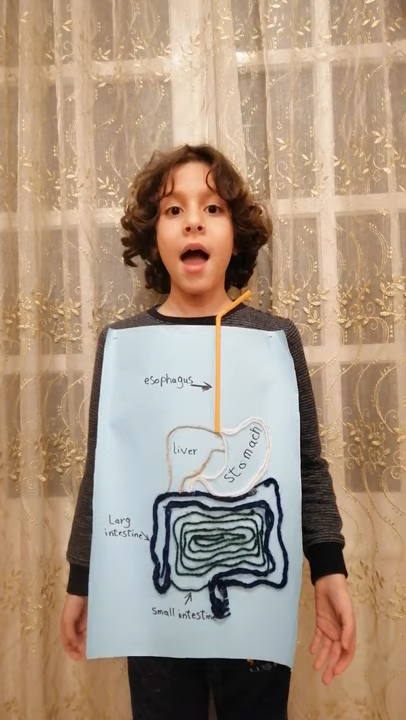 esophagus
liver
stomach
Larg
intestine
small intestine